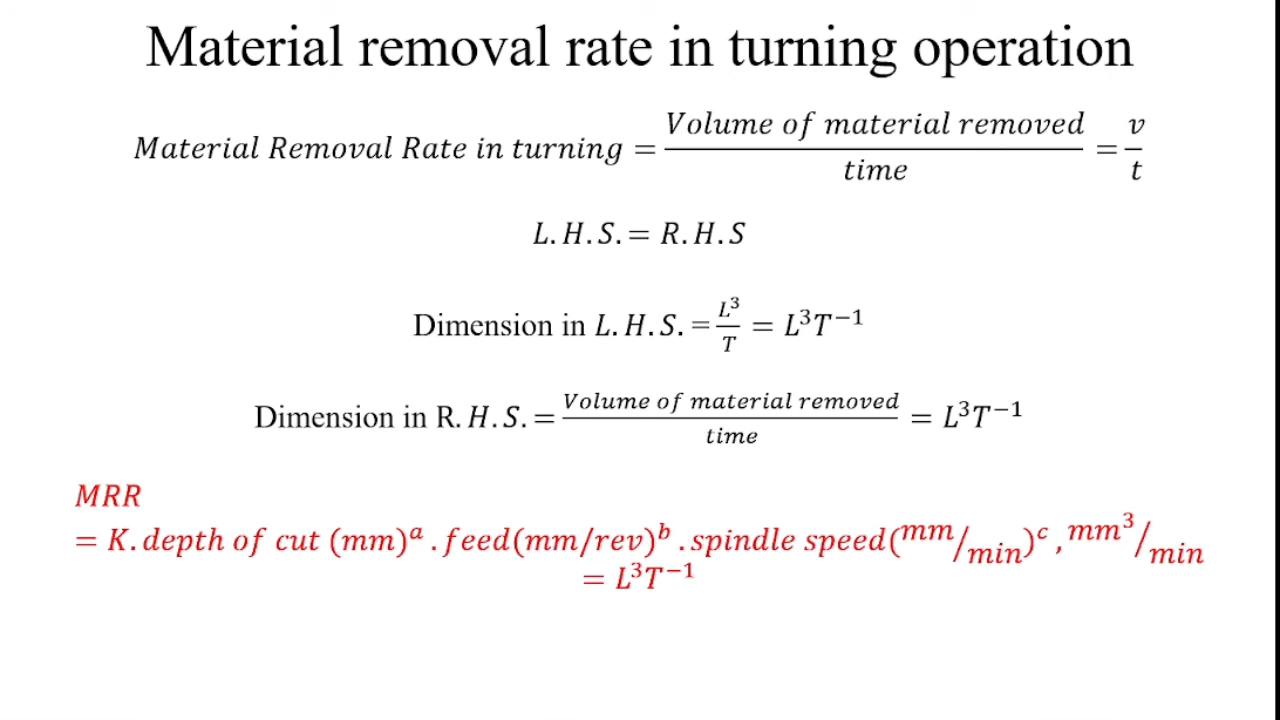 Material removal rate in turning operation
Material Removal Rate in turning = Volume of material removed / time = v / t
L.H.S. = R.H.S
Dimension in L.H.S. = L³/T = L³T⁻¹
Dimension in R.H.S. = Volume of material removed / time = L³T⁻¹
MRR
= K.depth of cut (mm)ᵃ .feed(mm/rev)ᵇ .spindle speed(mm/min)ᶜ , mm³/min
= L³T⁻¹